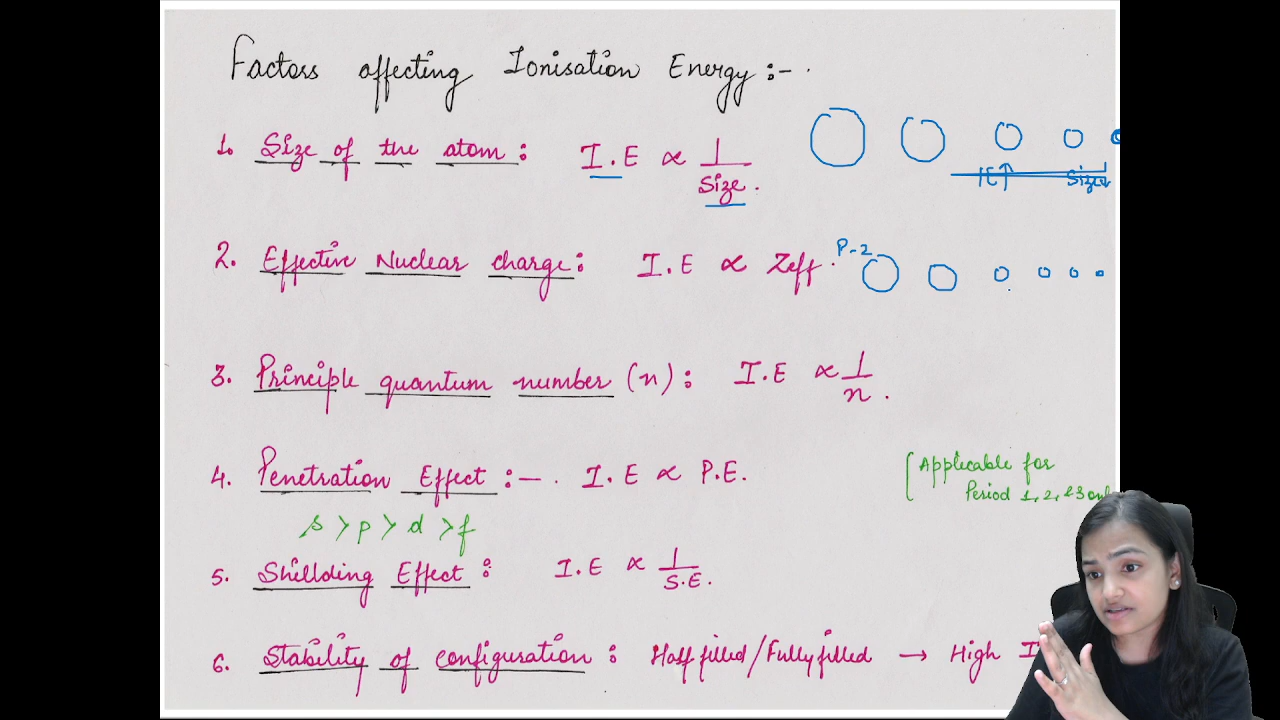 Factors affecting Ionisation Energy :- .
1. Size of the atom : I.E ∝ 1/Size .
IE↑ Size↓
2. Effective Nuclear charge : I.E ∝ Zeff .
P-2
3. Principle quantum number (n) : I.E ∝ 1/n .
4. Penetration Effect :- . I.E ∝ P.E.
[Applicable for
Period 1, 2, & 3 only
s > p > d > f
5. Shillding Effect : I.E ∝ 1/S.E.
6. Stability of configuration : Half filled/Fully filled → High I